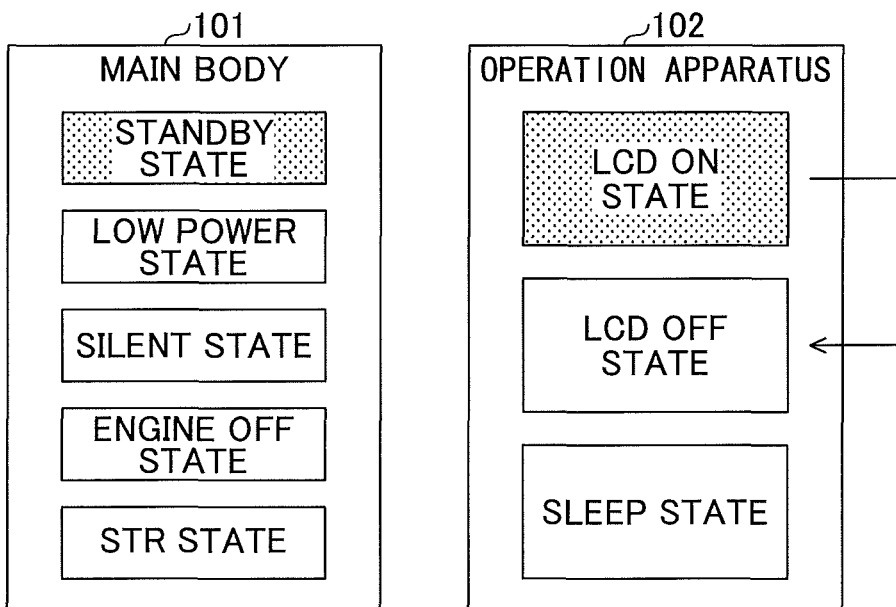 101
MAIN BODY
STANDBY
STATE
LOW POWER
STATE
SILENT STATE
ENGINE OFF
STATE
STR STATE
102
OPERATION APPARATUS
LCD ON
STATE
LCD OFF
STATE
SLEEP STATE